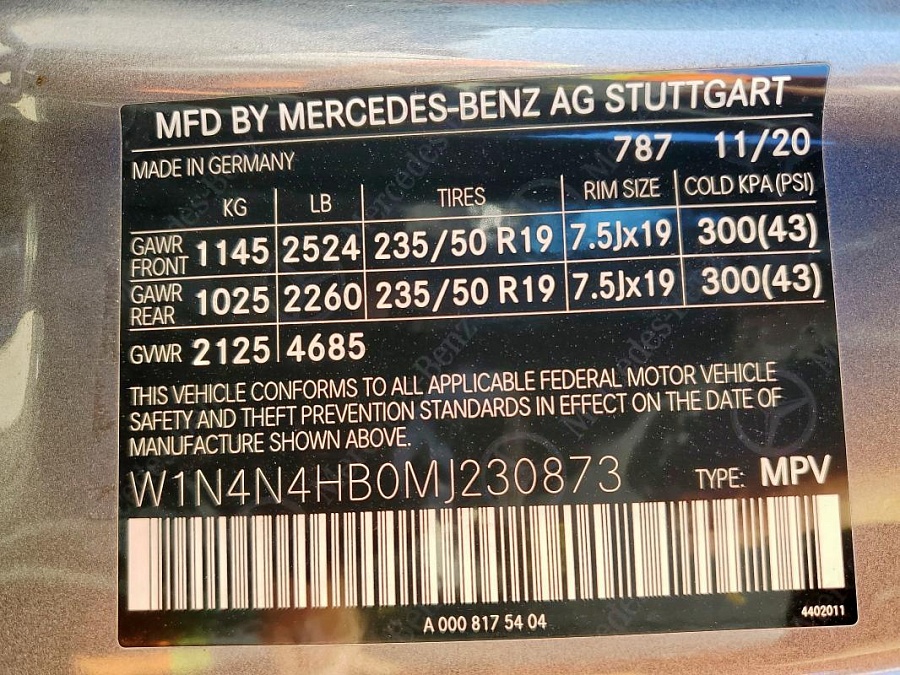 MFD BY MERCEDES-BENZ AG STUTTGART
MADE IN GERMANY 787 11/20
KG LB TIRES RIM SIZE COLD KPA (PSI)
GAWR FRONT 1145 2524 235/50 R19 7.5Jx19 300(43)
GAWR REAR 1025 2260 235/50 R19 7.5Jx19 300(43)
GVWR 2125 4685
THIS VEHICLE CONFORMS TO ALL APPLICABLE FEDERAL MOTOR VEHICLE
SAFETY AND THEFT PREVENTION STANDARDS IN EFFECT ON THE DATE OF
MANUFACTURE SHOWN ABOVE.
W1N4N4HB0MJ230873 TYPE: MPV
A 000 817 54 04 4402011